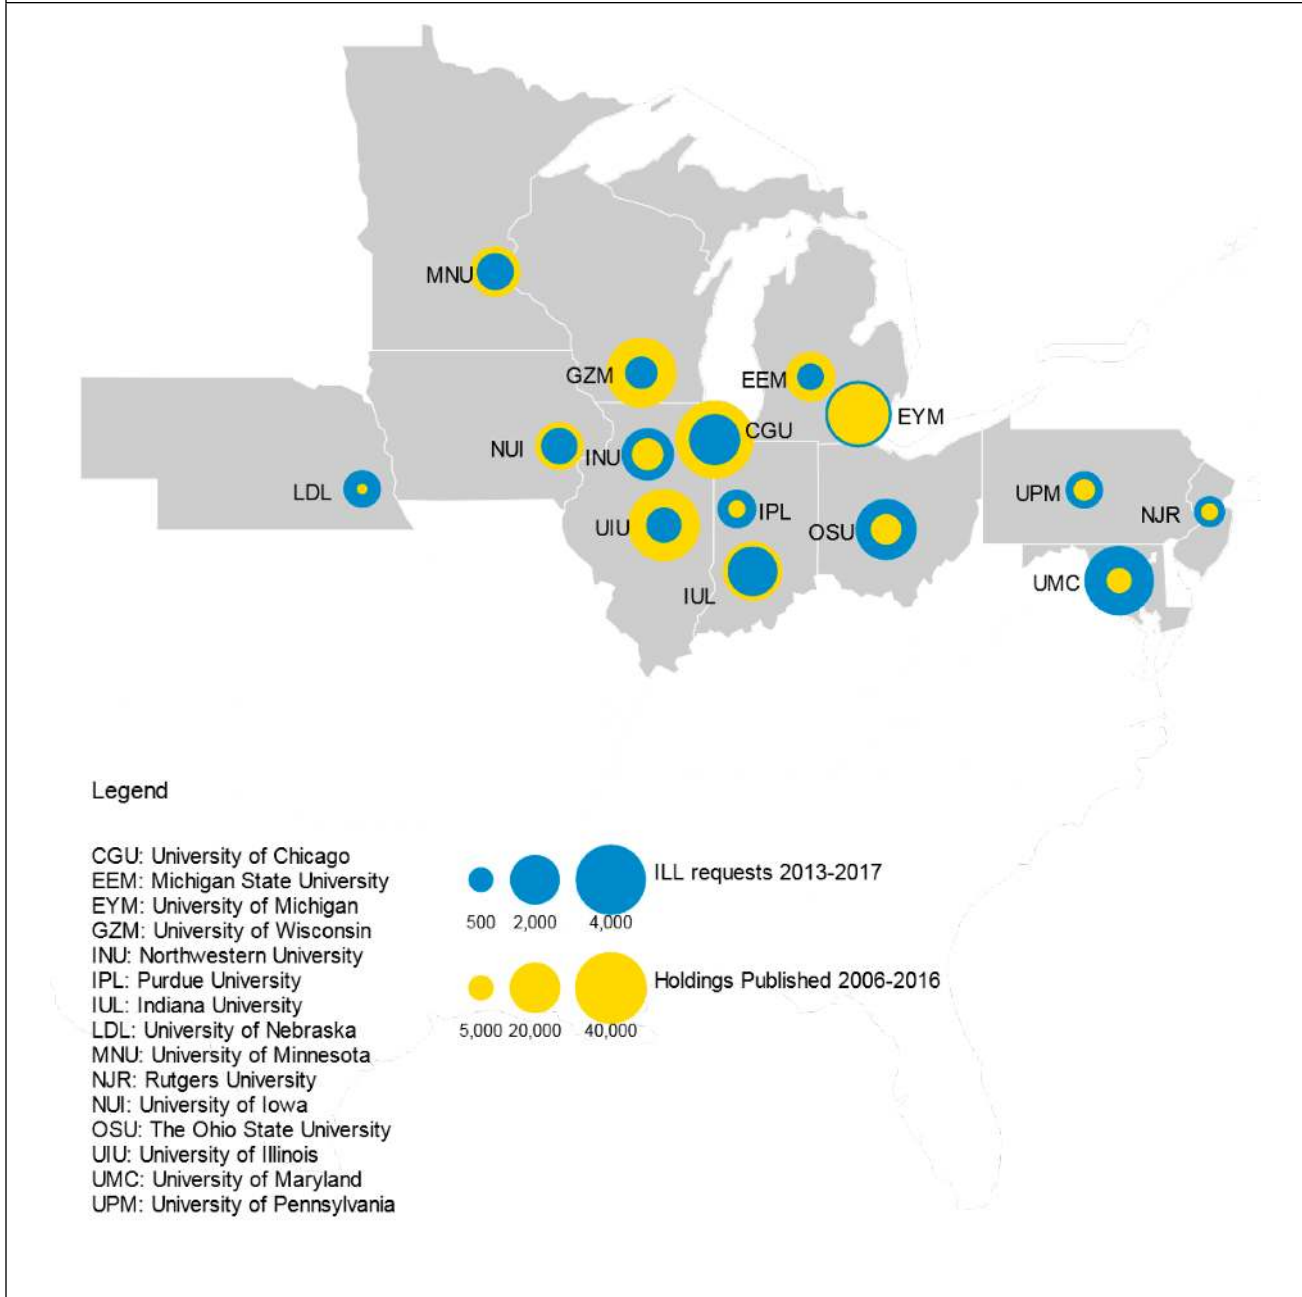 MNU
GZM
EEM
EYM
CGU
NUI
INU
LDL
UPM
IPL
NJR
UIU
OSU
UMC
IUL
Legend
CGU: University of Chicago
EEM: Michigan State University
EYM: University of Michigan
GZM: University of Wisconsin
INU: Northwestern University
IPL: Purdue University
IUL: Indiana University
LDL: University of Nebraska
MNU: University of Minnesota
NJR: Rutgers University
NUI: University of Iowa
OSU: The Ohio State University
UIU: University of Illinois
UMC: University of Maryland
UPM: University of Pennsylvania
ILL requests 2013-2017
500 2,000 4,000
Holdings Published 2006-2016
5,000 20,000 40,000